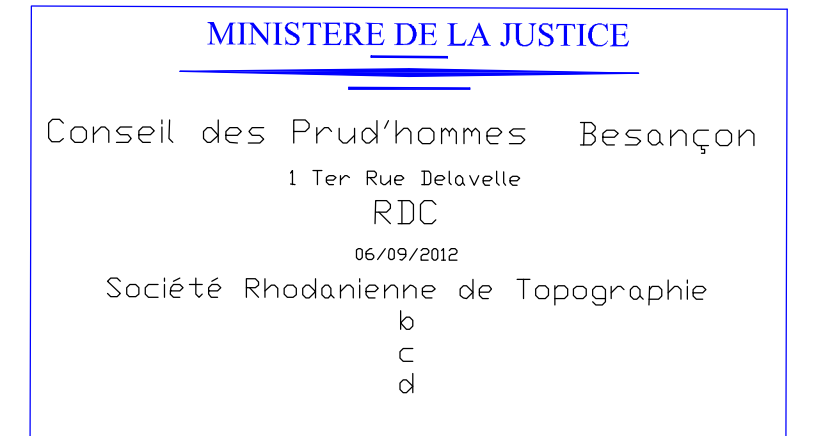 MINISTERE DE LA JUSTICE
Conseil des Prud'hommes Besançon
1 Ter Rue Delavelle
RDC
06/09/2012
Société Rhodanienne de Topographie
b
c
d